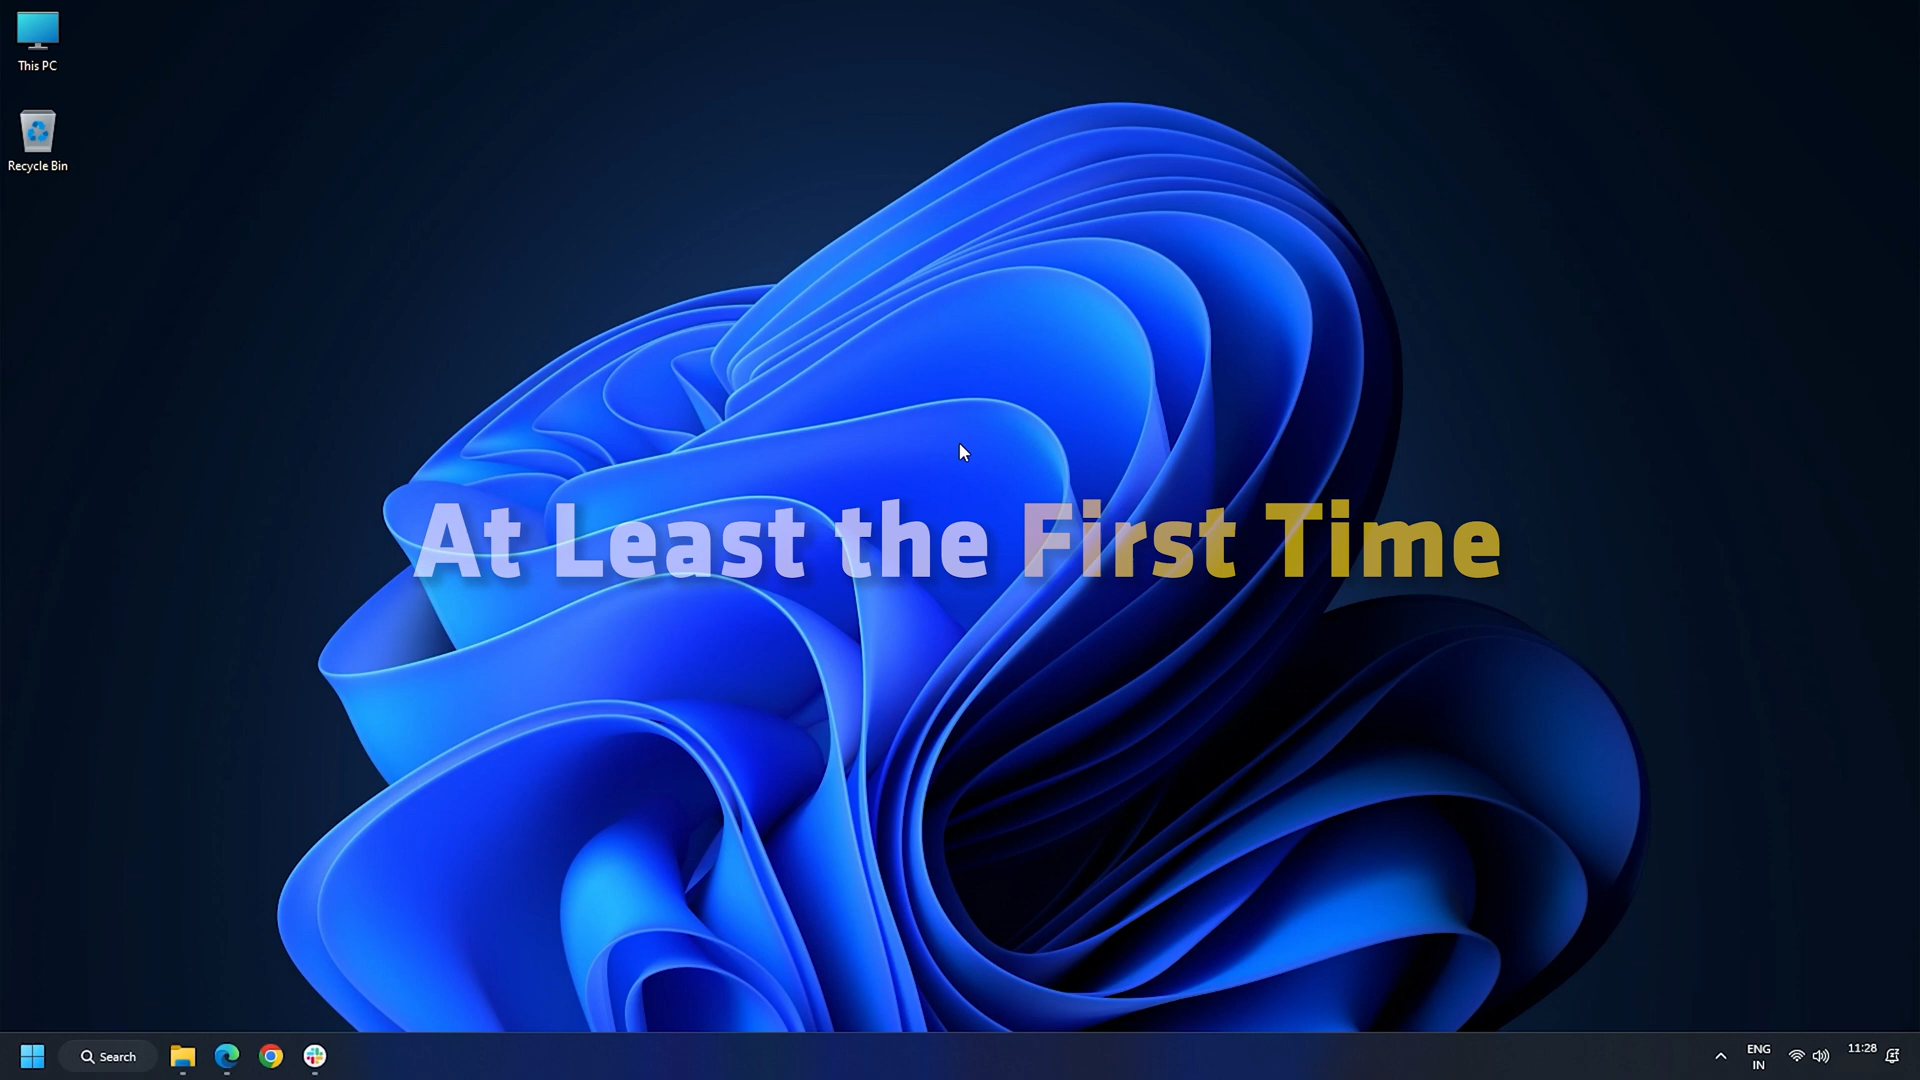 This PC
Recycle Bin
At Least the First Time
Search
ENG
IN
11:28